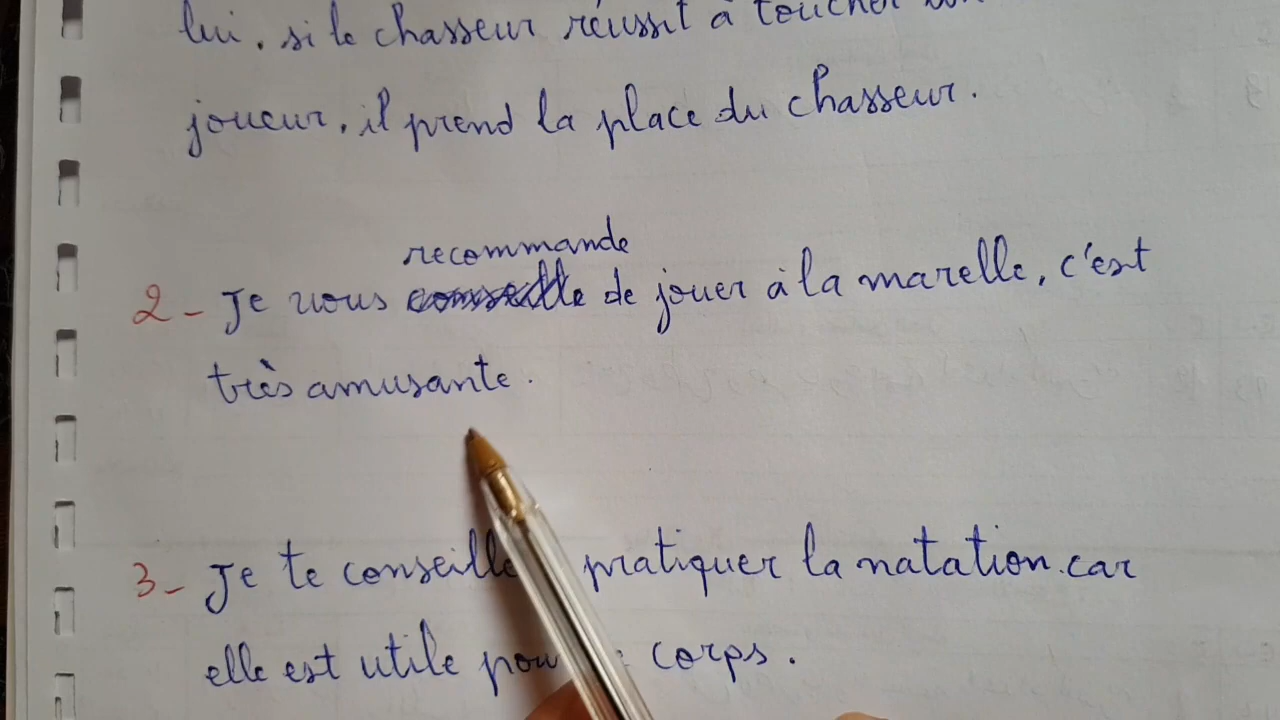 lui, si le chasseur réussit à toucher
joueur, il prend la place du chasseur.
recommande
2- Je vous conseille de jouer à la marelle, c'est
très amusante.
3- Je te conseille pratiquer la natation. car
elle est utile corps.